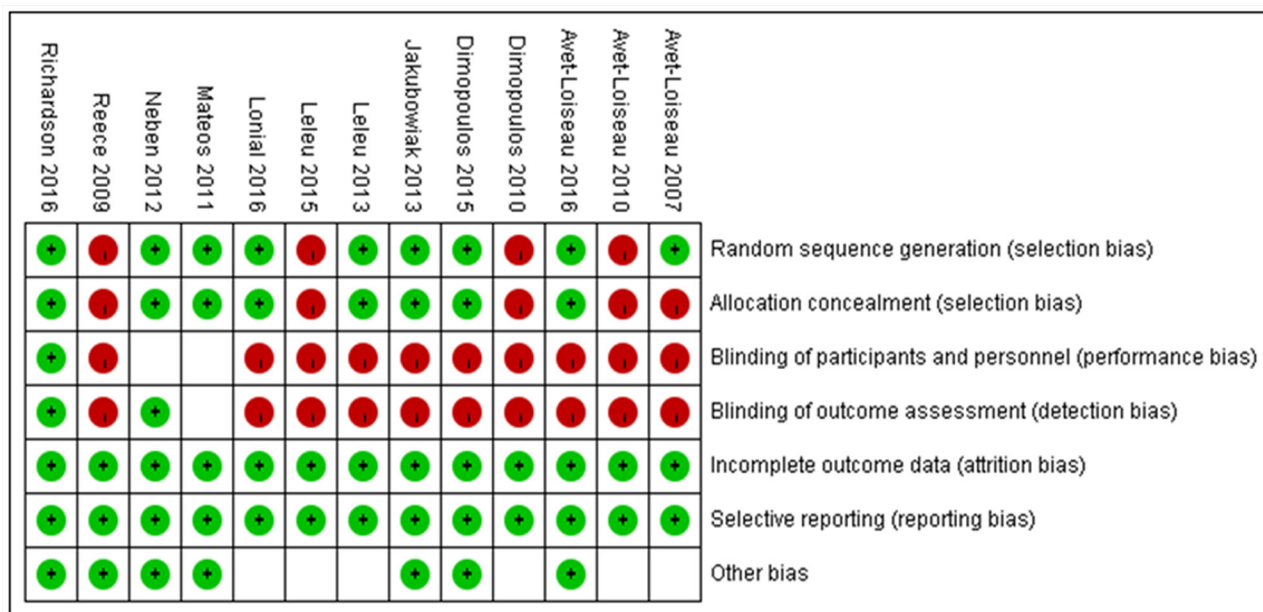 Richardson 2016
Reece 2009
Neben 2012
Mateos 2011
Lonial 2016
Leleu 2015
Leleu 2013
Jakubowiak 2013
Dimopoulos 2015
Dimopoulos 2010
Avet-Loiseau 2016
Avet-Loiseau 2010
Avet-Loiseau 2007
+ - + + + - + + + - + - + Random sequence generation (selection bias)
+ - + + + - + + + - + - - Allocation concealment (selection bias)
+ - - - - - - - - - - Blinding of participants and personnel (performance bias)
+ - + - - - - - - - - - Blinding of outcome assessment (detection bias)
+ + + + + + + + + + + + + Incomplete outcome data (attrition bias)
+ + + + + + + + + + + + + Selective reporting (reporting bias)
+ + + + + + + Other bias